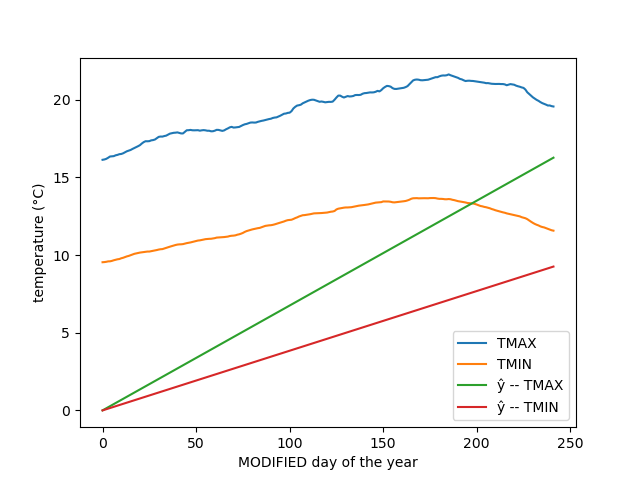 temperature (°C)
20
15
10
5
0
0 50 100 150 200 250
MODIFIED day of the year
TMAX
TMIN
ŷ -- TMAX
ŷ -- TMIN